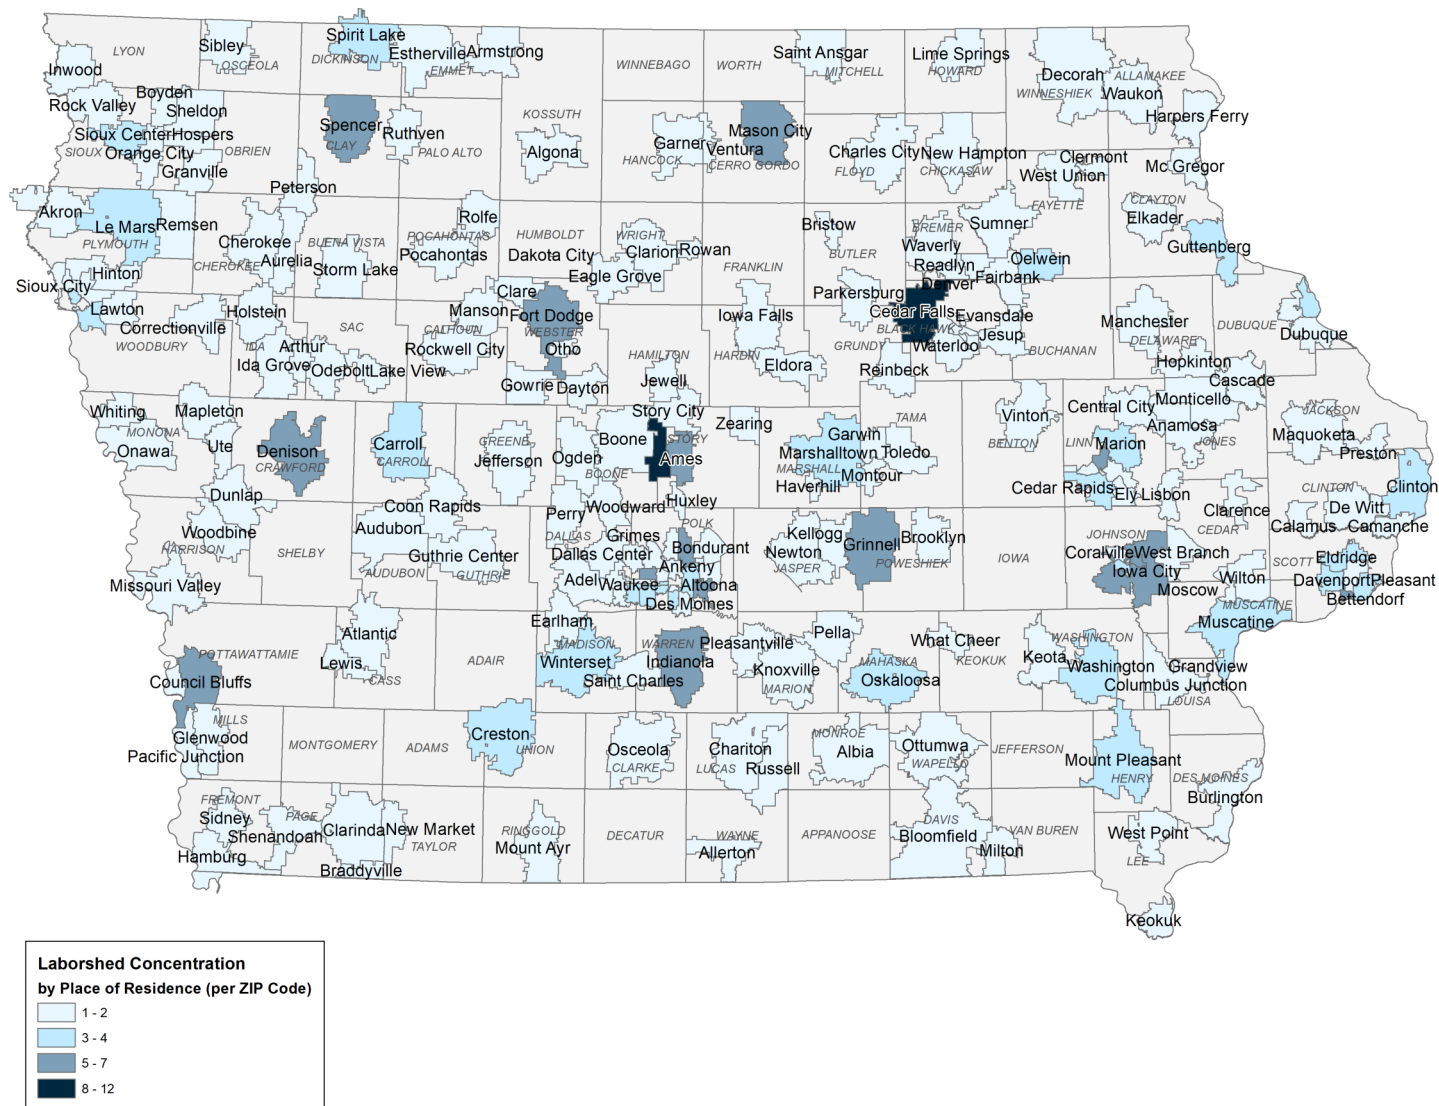 LYON
Sibley
OSCEOLA
Spirit Lake
DICKINSON
Estherville
EMMET
Armstrong
WINNEBAGO
WORTH
Saint Ansgar
MITCHELL
Lime Springs
HOWARD
Decorah
WINNESHIEK
ALLAMAKEE
Waukon
Harpers Ferry
Inwood
Rock Valley
Boyden
Sheldon
Sioux Center
Hospers
SIOUX
Orange City
OBRIEN
Granville
Spencer
CLAY
Ruthven
PALO ALTO
KOSSUTH
Algona
Garner
HANCOCK
Ventura
Mason City
CERRO GORDO
Charles City
FLOYD
New Hampton
CHICKASAW
Clermont
West Union
FAYETTE
Mc Gregor
CLAYTON
Elkader
Guttenberg
Peterson
Akron
Le Mars
Remsen
PLYMOUTH
Hinton
Cherokee
CHEROKEE
Aurelia
BUENA VISTA
Storm Lake
Rolfe
POCAHONTAS
Pocahontas
HUMBOLDT
Dakota City
WRIGHT
Clarion
Rowan
Eagle Grove
FRANKLIN
Bristow
BUTLER
BREMER
Waverly
Readlyn
Sumner
Oelwein
Fairbank
Denver
Sioux City
Lawton
Correctionville
WOODBURY
Holstein
IDA
Ida Grove
Arthur
SAC
Odebolt
Lake View
Manson
CALHOUN
Rockwell City
Clare
Fort Dodge
WEBSTER
Otho
Gowrie
Dayton
HAMILTON
Jewell
Iowa Falls
HARDIN
Eldora
Parkersburg
GRUNDY
Cedar Falls
BLACK HAWK
Evansdale
Waterloo
Jesup
Reinbeck
BUCHANAN
Manchester
DELAWARE
Hopkinton
DUBUQUE
Dubuque
Cascade
Whiting
MONONA
Onawa
Mapleton
Ute
Denison
CRAWFORD
Carroll
CARROLL
GREENE
Jefferson
Ogden
Boone
BOONE
Story City
STORY
Ames
Zearing
Garwin
Marshalltown
MARSHALL
Haverhill
TAMA
Toledo
Montour
Vinton
BENTON
Central City
LINN
Marion
Monticello
Anamosa
JONES
JACKSON
Maquoketa
Preston
Cedar Rapids
Ely
Lisbon
Clarence
CEDAR
CLINTON
Clinton
De Witt
Calamus
Camanche
Dunlap
Woodbine
HARRISON
SHELBY
Coon Rapids
Audubon
AUDUBON
Guthrie Center
GUTHRIE
Perry
Woodward
Huxley
DALLAS
Dallas Center
Grimes
POLK
Bondurant
Ankeny
Adel
Waukee
Altoona
Des Moines
Kellogg
Newton
JASPER
Grinnell
Brooklyn
POWESHIEK
IOWA
JOHNSON
Coralville
West Branch
Iowa City
Moscow
Wilton
SCOTT
Eldridge
Davenport
Pleasant
Bettendorf
MUSCATINE
Muscatine
Missouri Valley
Atlantic
Lewis
CASS
POTTAWATTAMIE
Council Bluffs
ADAIR
Earlham
MADISON
Winterset
Saint Charles
WARREN
Indianola
Pleasantville
Knoxville
MARION
Pella
MAHASKA
Oskaloosa
What Cheer
KEOKUK
Keota
WASHINGTON
Washington
Grandview
Columbus Junction
LOUISA
MILLS
Glenwood
Pacific Junction
MONTGOMERY
ADAMS
Creston
UNION
Osceola
CLARKE
Chariton
LUCAS
Russell
MONROE
Albia
Ottumwa
WAPELLO
JEFFERSON
Mount Pleasant
HENRY
DES MOINES
Burlington
FREMONT
Sidney
Hamburg
PAGE
Shenandoah
Clarinda
Braddyville
New Market
TAYLOR
RINGGOLD
Mount Ayr
DECATUR
WAYNE
Allerton
APPANOOSE
DAVIS
Bloomfield
Milton
VAN BUREN
West Point
LEE
Keokuk
Laborshed Concentration
by Place of Residence (per ZIP Code)
1 - 2
3 - 4
5 - 7
8 - 12